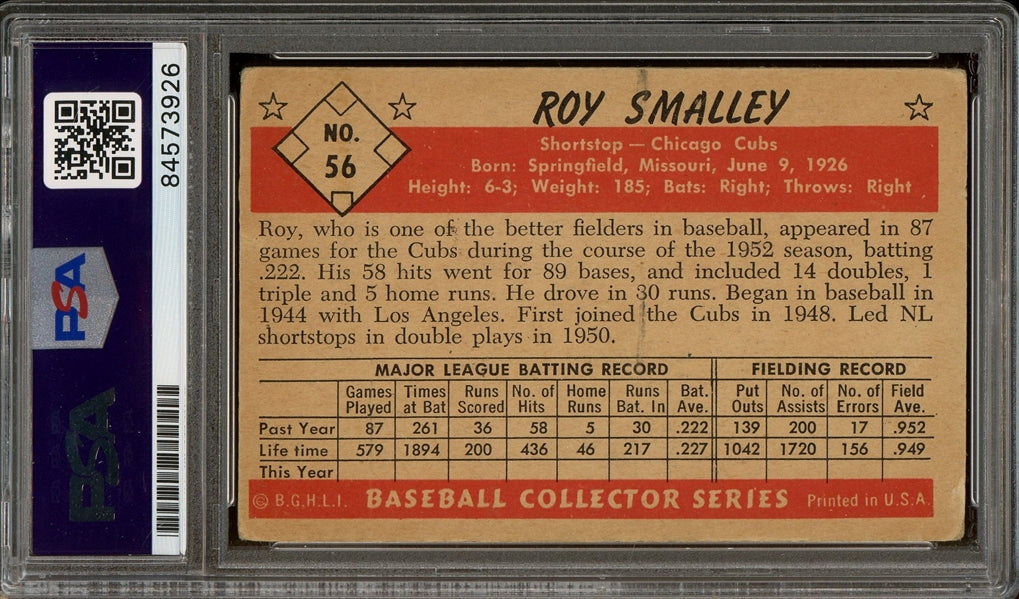 84573926
PSA
PSA
NO.
56
ROY SMALLEY
Shortstop — Chicago Cubs
Born: Springfield, Missouri, June 9, 1926
Height: 6-3; Weight: 185; Bats: Right; Throws: Right
Roy, who is one of the better fielders in baseball, appeared in 87
games for the Cubs during the course of the 1952 season, batting
.222. His 58 hits went for 89 bases, and included 14 doubles, 1
triple and 5 home runs. He drove in 30 runs. Began in baseball in
1944 with Los Angeles. First joined the Cubs in 1948. Led NL
shortstops in double plays in 1950.
MAJOR LEAGUE BATTING RECORD FIELDING RECORD
Games Times Runs No. of Home Runs Bat. Put No. of No. of Field
Played at Bat Scored Hits Runs Bat. In Ave. Outs Assists Errors Ave.
Past Year 87 261 36 58 5 30 .222 139 200 17 .952
Life time 579 1894 200 436 46 217 .227 1042 1720 156 .949
This Year
© B.G.H.L.I. BASEBALL COLLECTOR SERIES Printed in U.S.A.